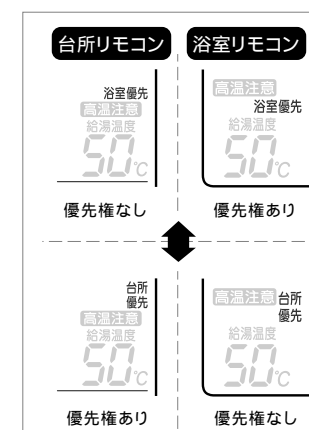 台所リモコン
浴室リモコン
浴室優先
高温注意
給湯温度
50℃
優先権なし
高温注意
浴室優先
給湯温度
50℃
優先権あり
台所
優先
高温注意
給湯温度
50℃
優先権あり
高温注意
台所
優先
給湯温度
50℃
優先権なし